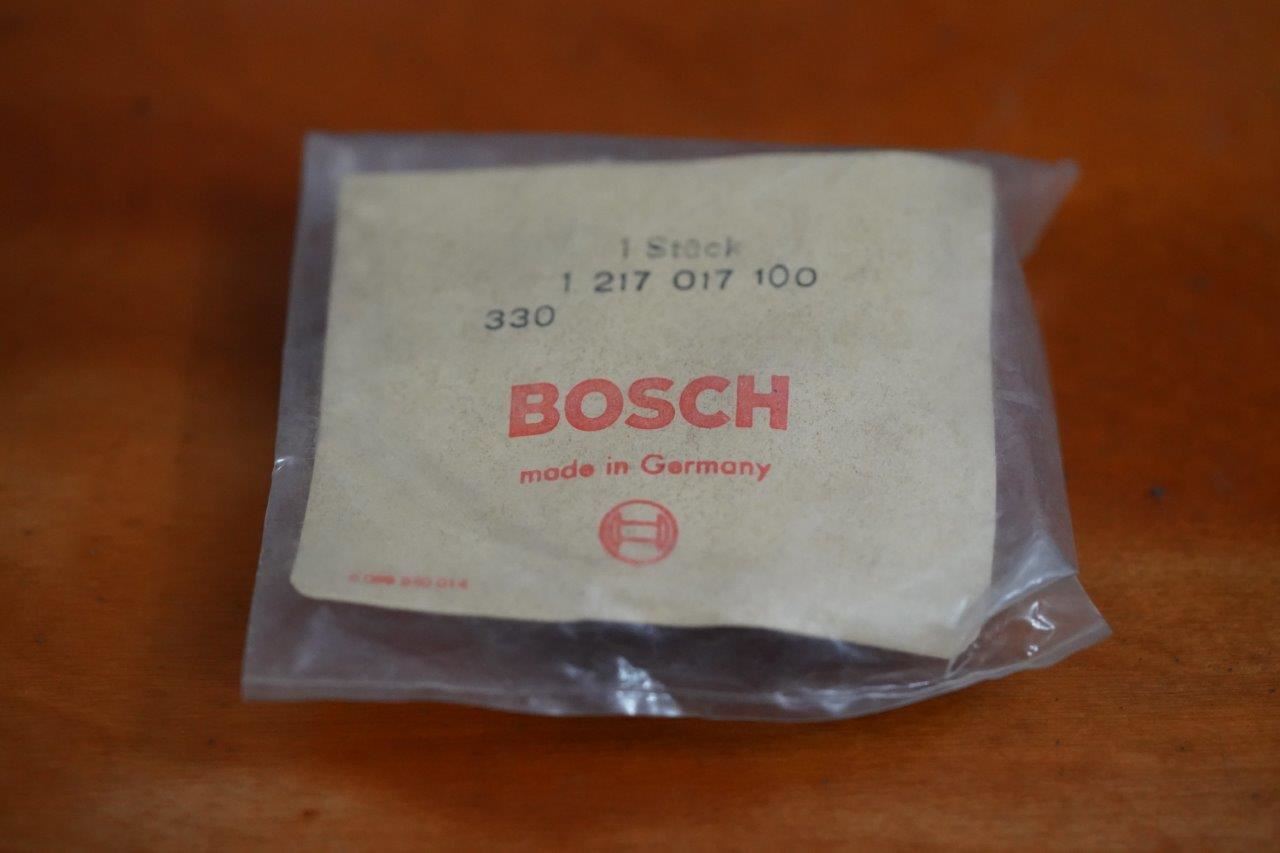 1 Stück
1 217 017 100
330
BOSCH
made in Germany